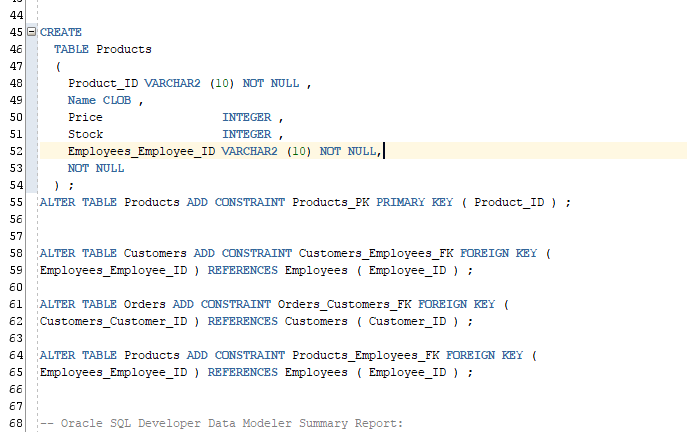 44
45 CREATE
46 TABLE Products
47 (
48 Product_ID VARCHAR2 (10) NOT NULL ,
49 Name CLOB ,
50 Price INTEGER ,
51 Stock INTEGER ,
52 Employees_Employee_ID VARCHAR2 (10) NOT NULL,
53 NOT NULL
54 ) ;
55 ALTER TABLE Products ADD CONSTRAINT Products_PK PRIMARY KEY ( Product_ID ) ;
56
57
58 ALTER TABLE Customers ADD CONSTRAINT Customers_Employees_FK FOREIGN KEY (
59 Employees_Employee_ID ) REFERENCES Employees ( Employee_ID ) ;
60
61 ALTER TABLE Orders ADD CONSTRAINT Orders_Customers_FK FOREIGN KEY (
62 Customers_Customer_ID ) REFERENCES Customers ( Customer_ID ) ;
63
64 ALTER TABLE Products ADD CONSTRAINT Products_Employees_FK FOREIGN KEY (
65 Employees_Employee_ID ) REFERENCES Employees ( Employee_ID ) ;
66
67
68 -- Oracle SQL Developer Data Modeler Summary Report: